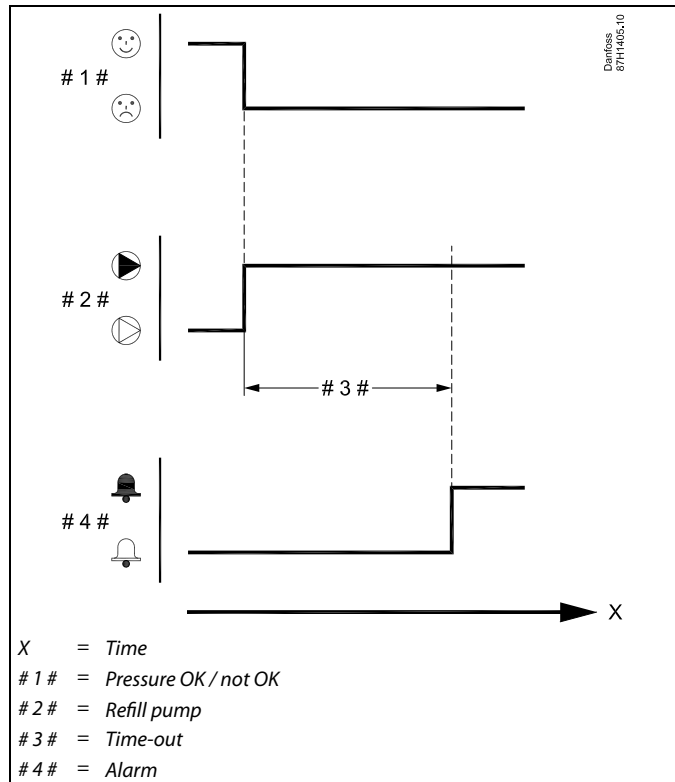 Danfoss
87H1405.10
# 1 #
# 2 #
# 3 #
# 4 #
X
X = Time
# 1 # = Pressure OK / not OK
# 2 # = Refill pump
# 3 # = Time-out
# 4 # = Alarm